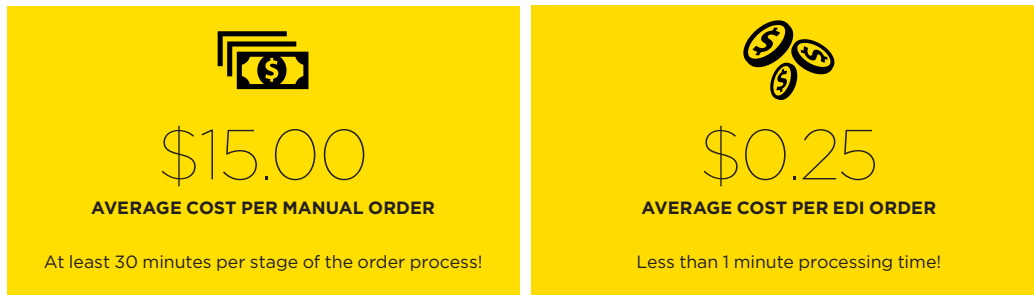 $15.00
AVERAGE COST PER MANUAL ORDER
At least 30 minutes per stage of the order process!
$0.25
AVERAGE COST PER EDI ORDER
Less than 1 minute processing time!